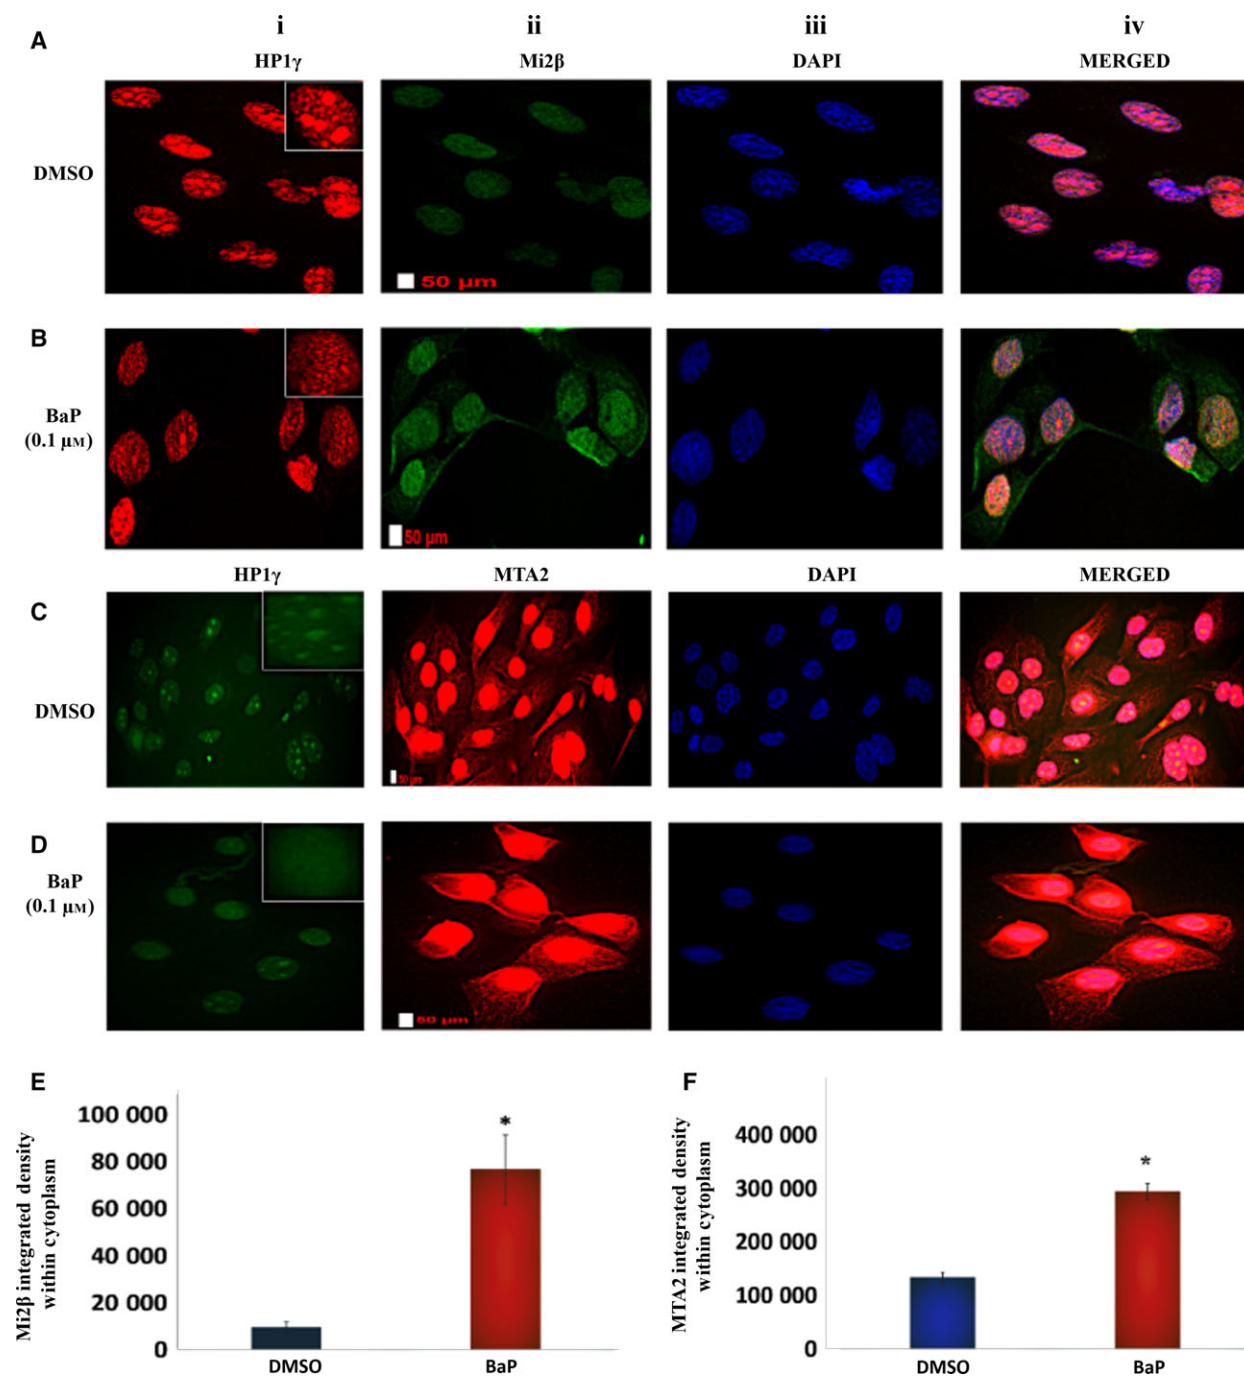 i ii iii iv
A
HP1γ Mi2β DAPI MERGED
DMSO
50 μm
B
BaP
(0.1 μM)
50 μm
HP1γ MTA2 DAPI MERGED
C
DMSO
50 μm
D
BaP
(0.1 μM)
50 μm
E
Mi2β integrated density
within cytoplasm
100 000
80 000
60 000
40 000
20 000
0
*
DMSO BaP
F
MTA2 integrated density
within cytoplasm
400 000
300 000
200 000
100 000
0
*
DMSO BaP